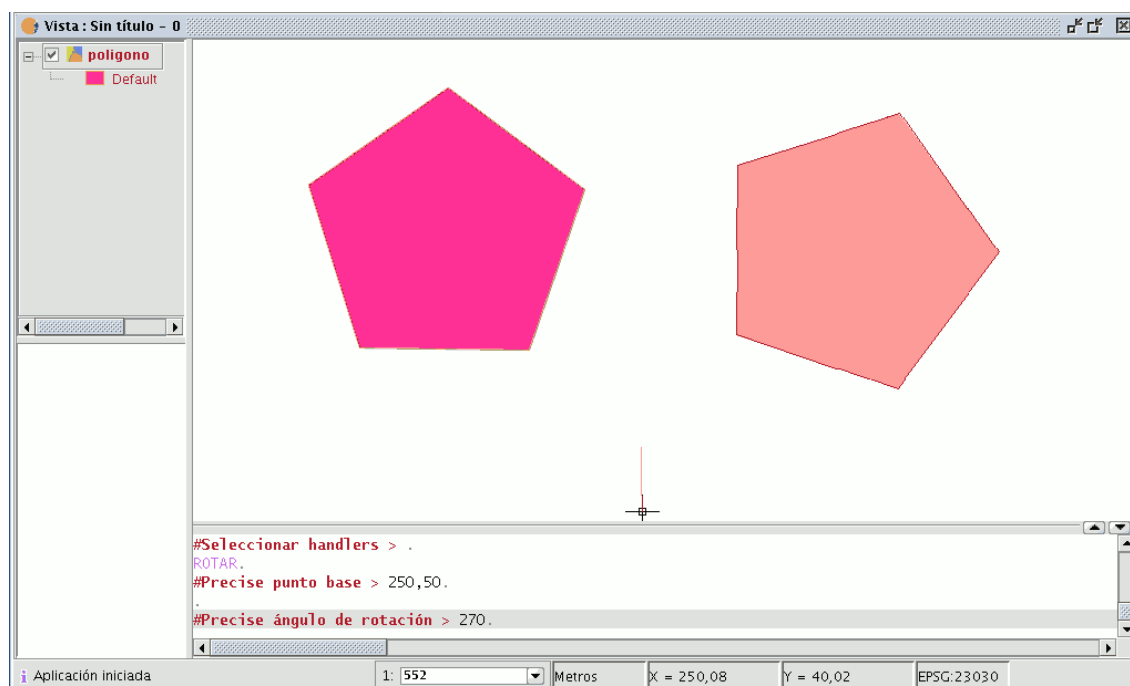 Vista : Sin título - 0
poligono
Default
#Seleccionar handlers > .
ROTAR.
#Precise punto base > 250,50.
.
#Precise ángulo de rotación > 270.
Aplicación iniciada
1: 552
Metros
X = 250,08
Y = 40,02
EPSG:23030